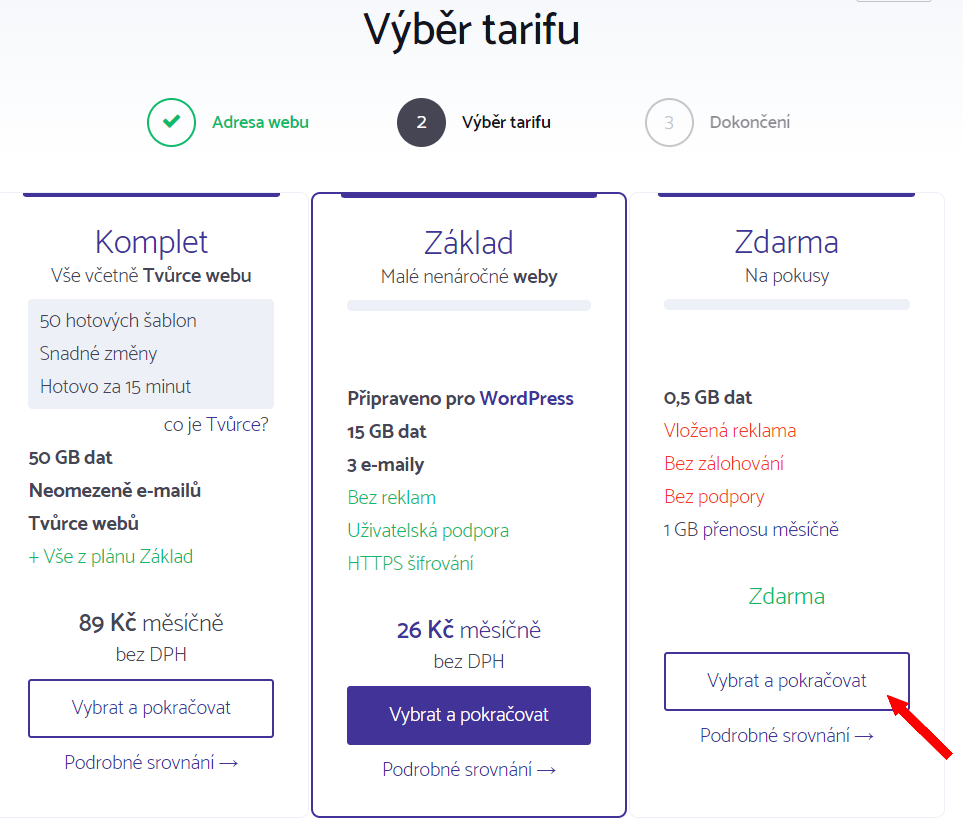 Výběr tarifu
Adresa webu
2
Výběr tarifu
3
Dokončení
Komplet
Vše včetně Tvůrce webu
50 hotových šablon
Snadné změny
Hotovo za 15 minut
co je Tvůrce?
50 GB dat
Neomezeně e-mailů
Tvůrce webů
+ Vše z plánu Základ
89 Kč měsíčně
bez DPH
Vybrat a pokračovat
Podrobné srovnání →
Základ
Malé nenáročné weby
Připraveno pro WordPress
15 GB dat
3 e-maily
Bez reklam
Uživatelská podpora
HTTPS šifrování
26 Kč měsíčně
bez DPH
Vybrat a pokračovat
Podrobné srovnání →
Zdarma
Na pokusy
0,5 GB dat
Vložená reklama
Bez zálohování
Bez podpory
1 GB přenosu měsíčně
Zdarma
Vybrat a pokračovat
Podrobné srovnání →